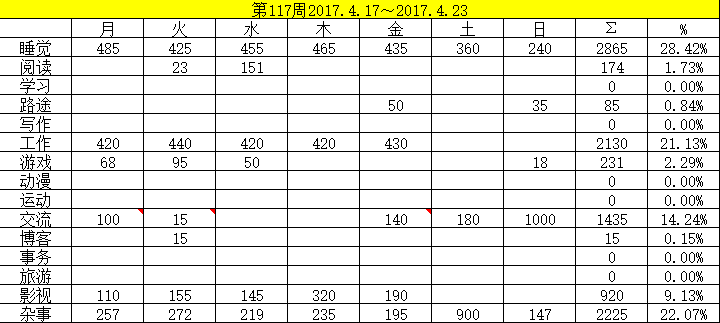 第117周2017.4.17～2017.4.23
月 火 水 木 金 土 日 Σ %
睡觉 485 425 455 465 435 360 240 2865 28.42%
阅读 23 151 174 1.73%
学习 0 0.00%
路途 50 35 85 0.84%
写作 0 0.00%
工作 420 440 420 420 430 2130 21.13%
游戏 68 95 50 18 231 2.29%
动漫 0 0.00%
运动 0 0.00%
交流 100 15 140 180 1000 1435 14.24%
博客 15 15 0.15%
事务 0 0.00%
旅游 0 0.00%
影视 110 155 145 320 190 920 9.13%
杂事 257 272 219 235 195 900 147 2225 22.07%